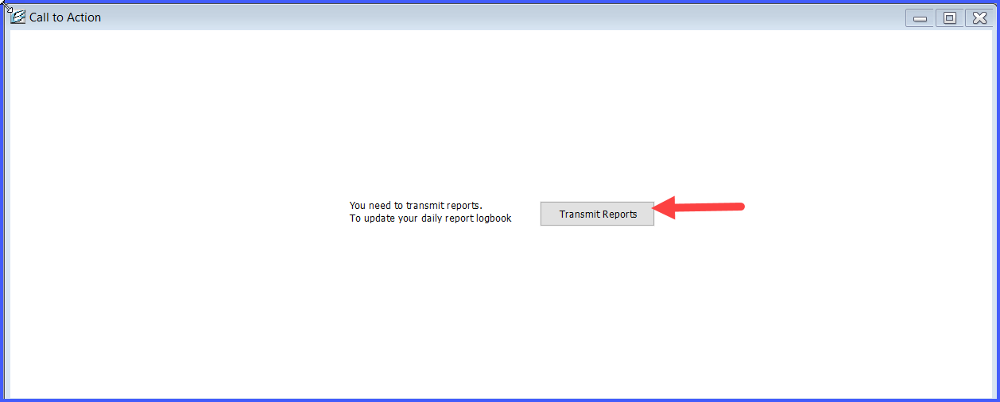 Call to Action
You need to transmit reports.
To update your daily report logbook
Transmit Reports